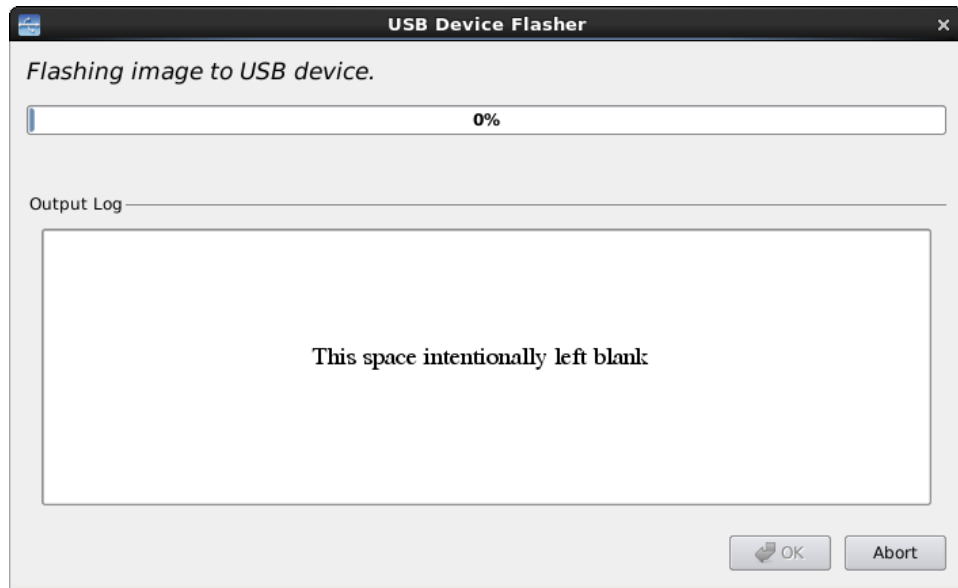 USB Device Flasher
Flashing image to USB device.
0%
Output Log
This space intentionally left blank
OK
Abort